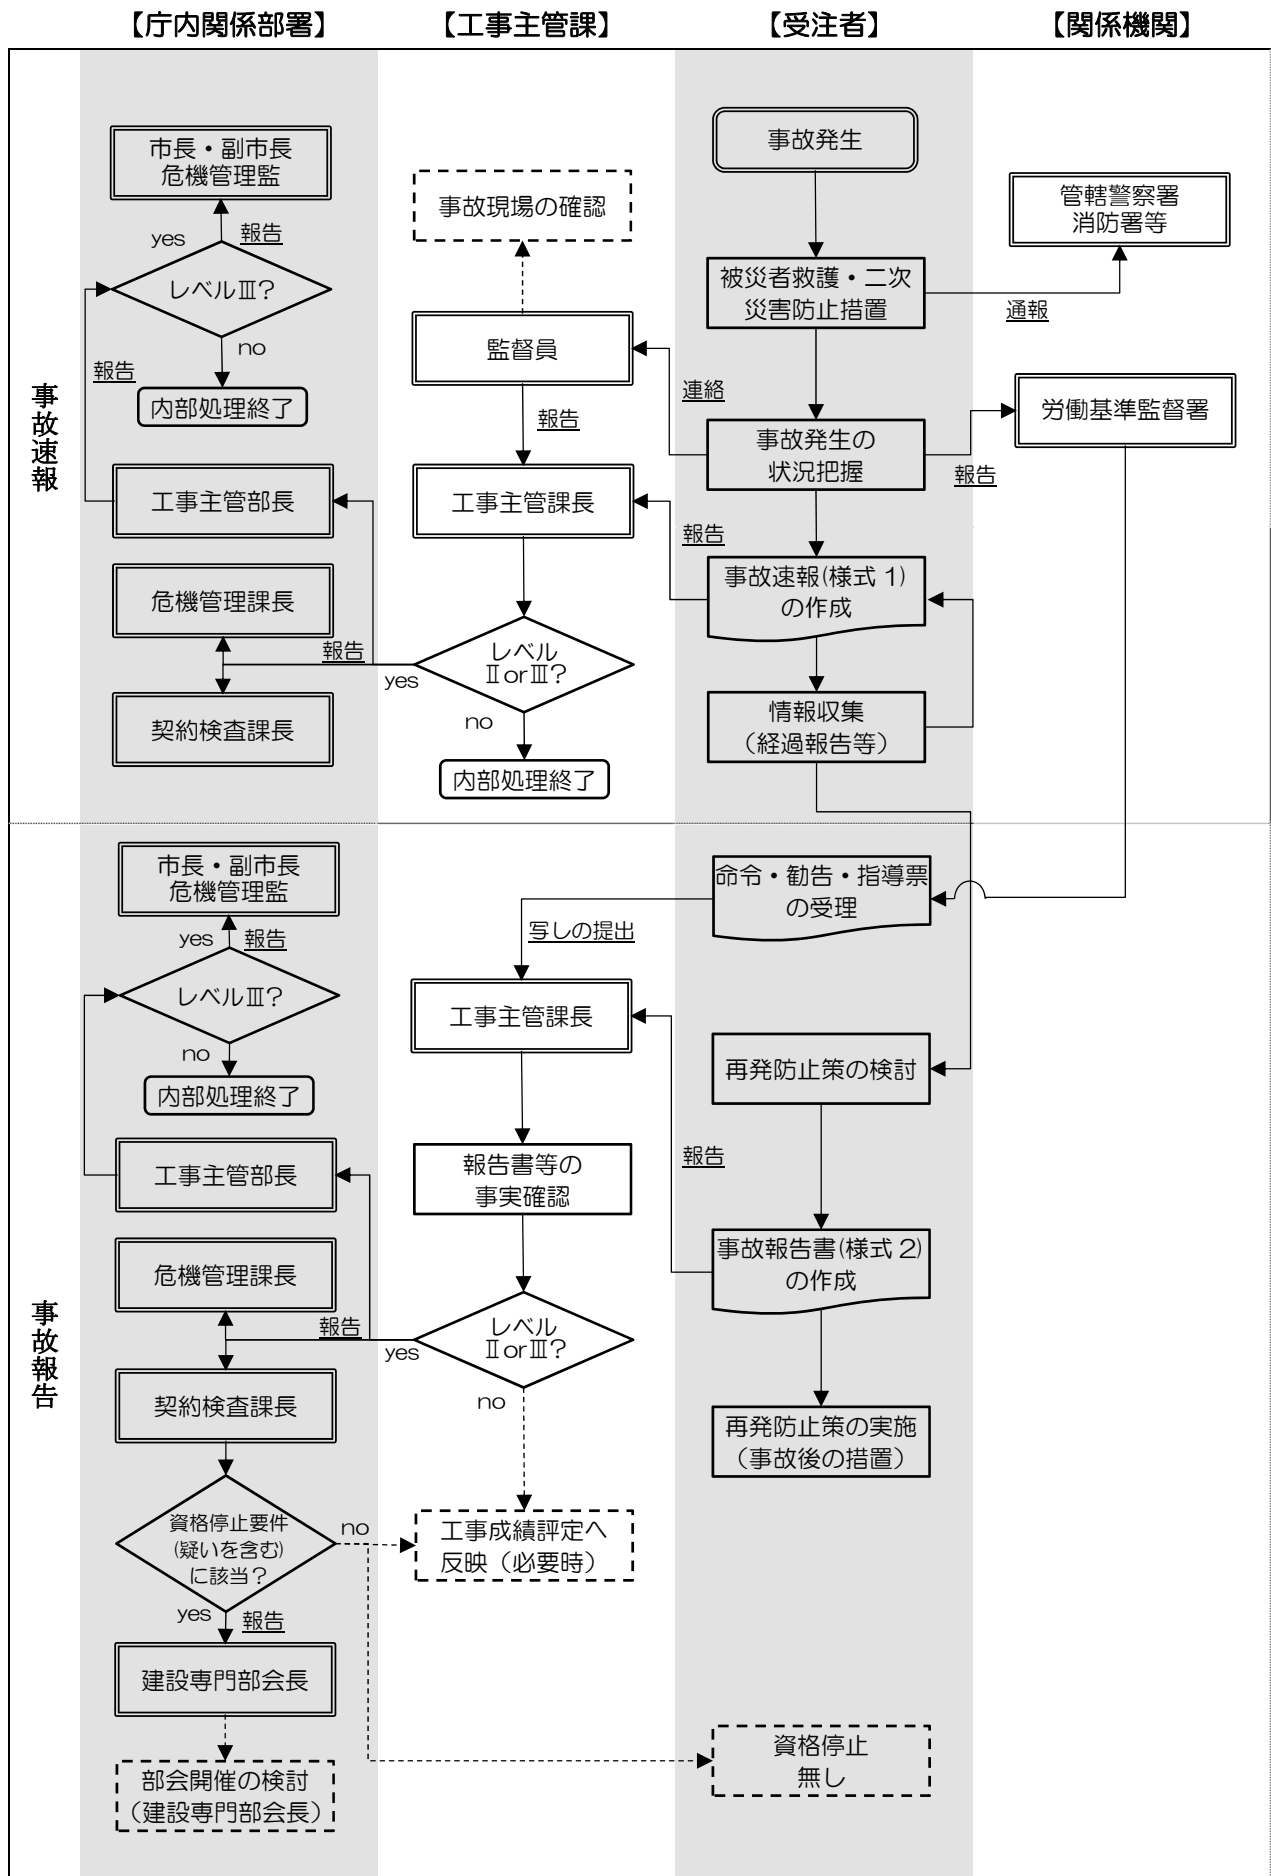 【庁内関係部署】
【工事主管課】
【受注者】
【関係機関】
事故速報
事故発生
市長・副市長
危機管理監
事故現場の確認
管轄警察署
消防署等
yes
報告
レベルⅢ?
no
報告
内部処理終了
被災者救護・二次
災害防止措置
通報
監督員
連絡
報告
労働基準監督署
事故発生の
状況把握
報告
工事主管部長
工事主管課長
報告
危機管理課長
事故速報(様式1)
の作成
報告
レベル
ⅡorⅢ?
yes
no
契約検査課長
情報収集
(経過報告等)
内部処理終了
事故報告
市長・副市長
危機管理監
命令・勧告・指導票
の受理
yes
報告
写しの提出
レベルⅢ?
no
内部処理終了
工事主管課長
再発防止策の検討
工事主管部長
報告書等の
事実確認
報告
危機管理課長
事故報告書(様式2)
の作成
報告
レベル
ⅡorⅢ?
yes
no
契約検査課長
再発防止策の実施
(事故後の措置)
資格停止要件
(疑いを含む)
に該当?
no
工事成績評定へ
反映(必要時)
yes
報告
建設専門部会長
資格停止
無し
部会開催の検討
(建設専門部会長)